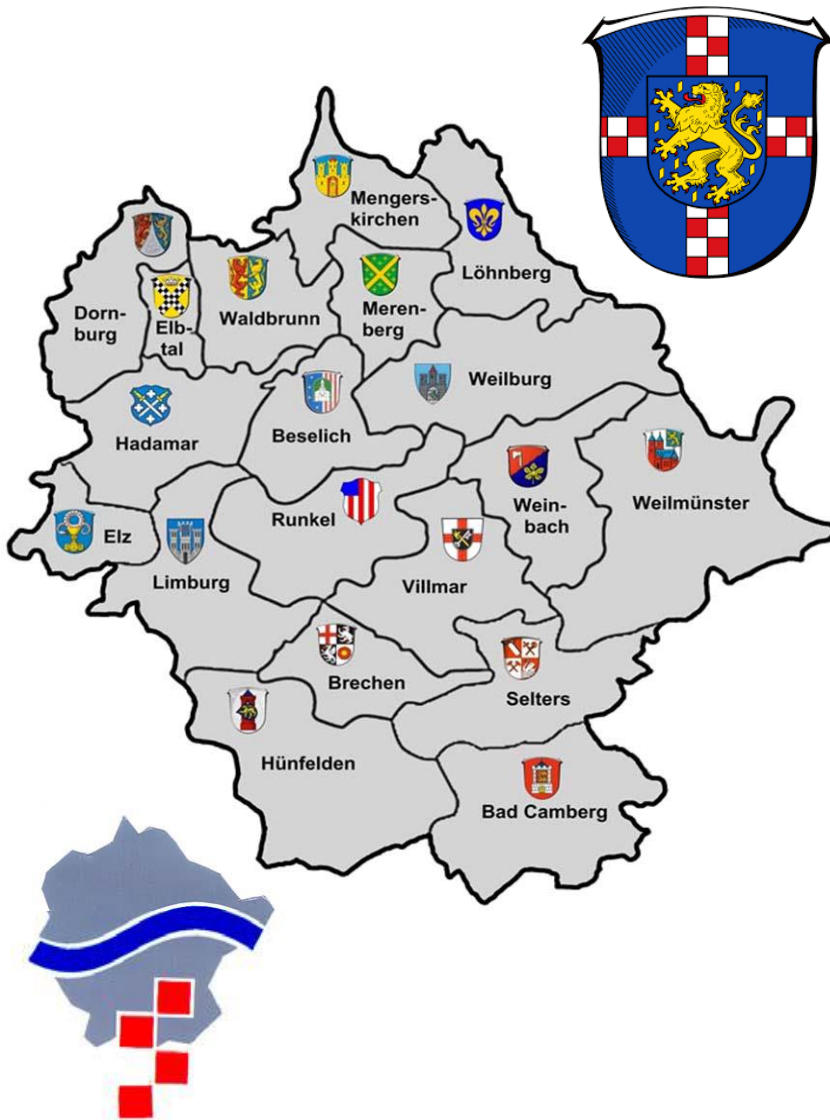 Mengers-
kirchen
Löhnberg
Dorn-
burg
Elb-
tal
Waldbrunn
Meren-
berg
Weilburg
Hadamar
Beselich
Wein-
bach
Weilmünster
Elz
Limburg
Runkel
Villmar
Brechen
Selters
Hünfelden
Bad Camberg